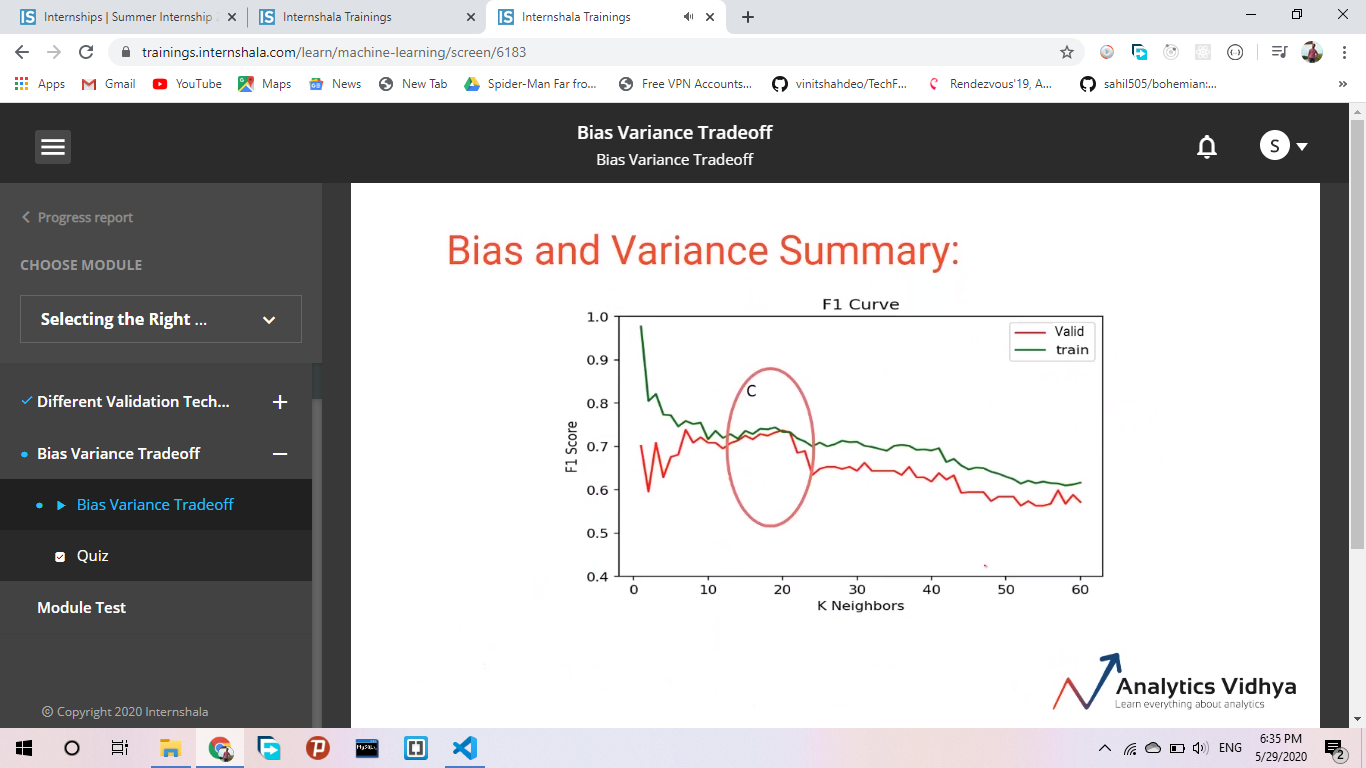 Internships | Summer Internship
Internshala Trainings
Internshala Trainings
trainings.internshala.com/learn/machine-learning/screen/6183
Apps
Gmail
YouTube
Maps
News
New Tab
Spider-Man Far fro...
Free VPN Accounts...
vinitshahdeo/TechF...
Rendezvous'19, A...
sahil505/bohemian:...
»
Bias Variance Tradeoff
Bias Variance Tradeoff
S
Progress report
CHOOSE MODULE
Selecting the Right ...
Different Validation Tech...
Bias Variance Tradeoff
Bias Variance Tradeoff
Quiz
Module Test
© Copyright 2020 Internshala
Bias and Variance Summary:
F1 Curve
Valid
train
C
F1 Score
1.0
0.9
0.8
0.7
0.6
0.5
0.4
0 10 20 30 40 50 60
K Neighbors
Analytics Vidhya
Learn everything about analytics
ENG
6:35 PM
5/29/2020
2